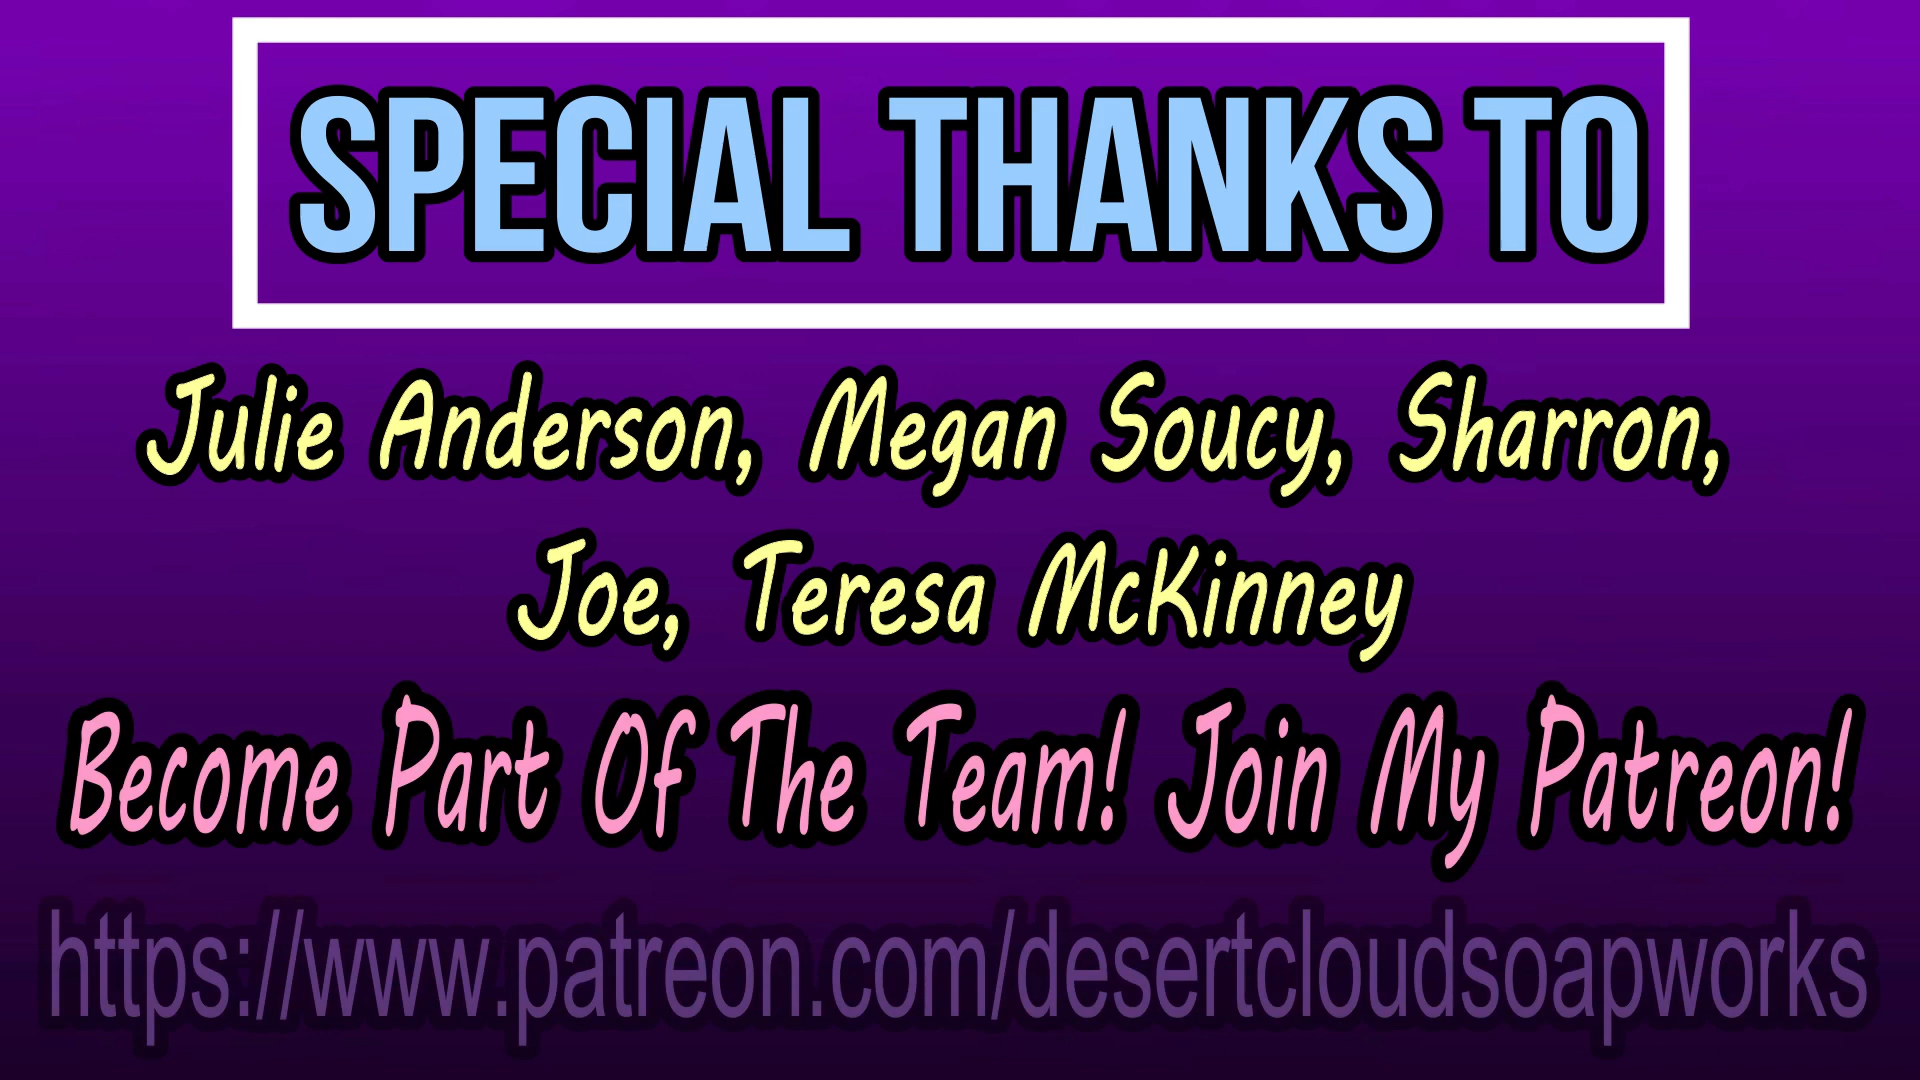 SPECIAL THANKS TO
Julie Anderson, Megan Soucy, Sharron,
Joe, Teresa McKinney
Become Part Of The Team! Join My Patreon!
https://www.patreon.com/desertcloudsoapworks